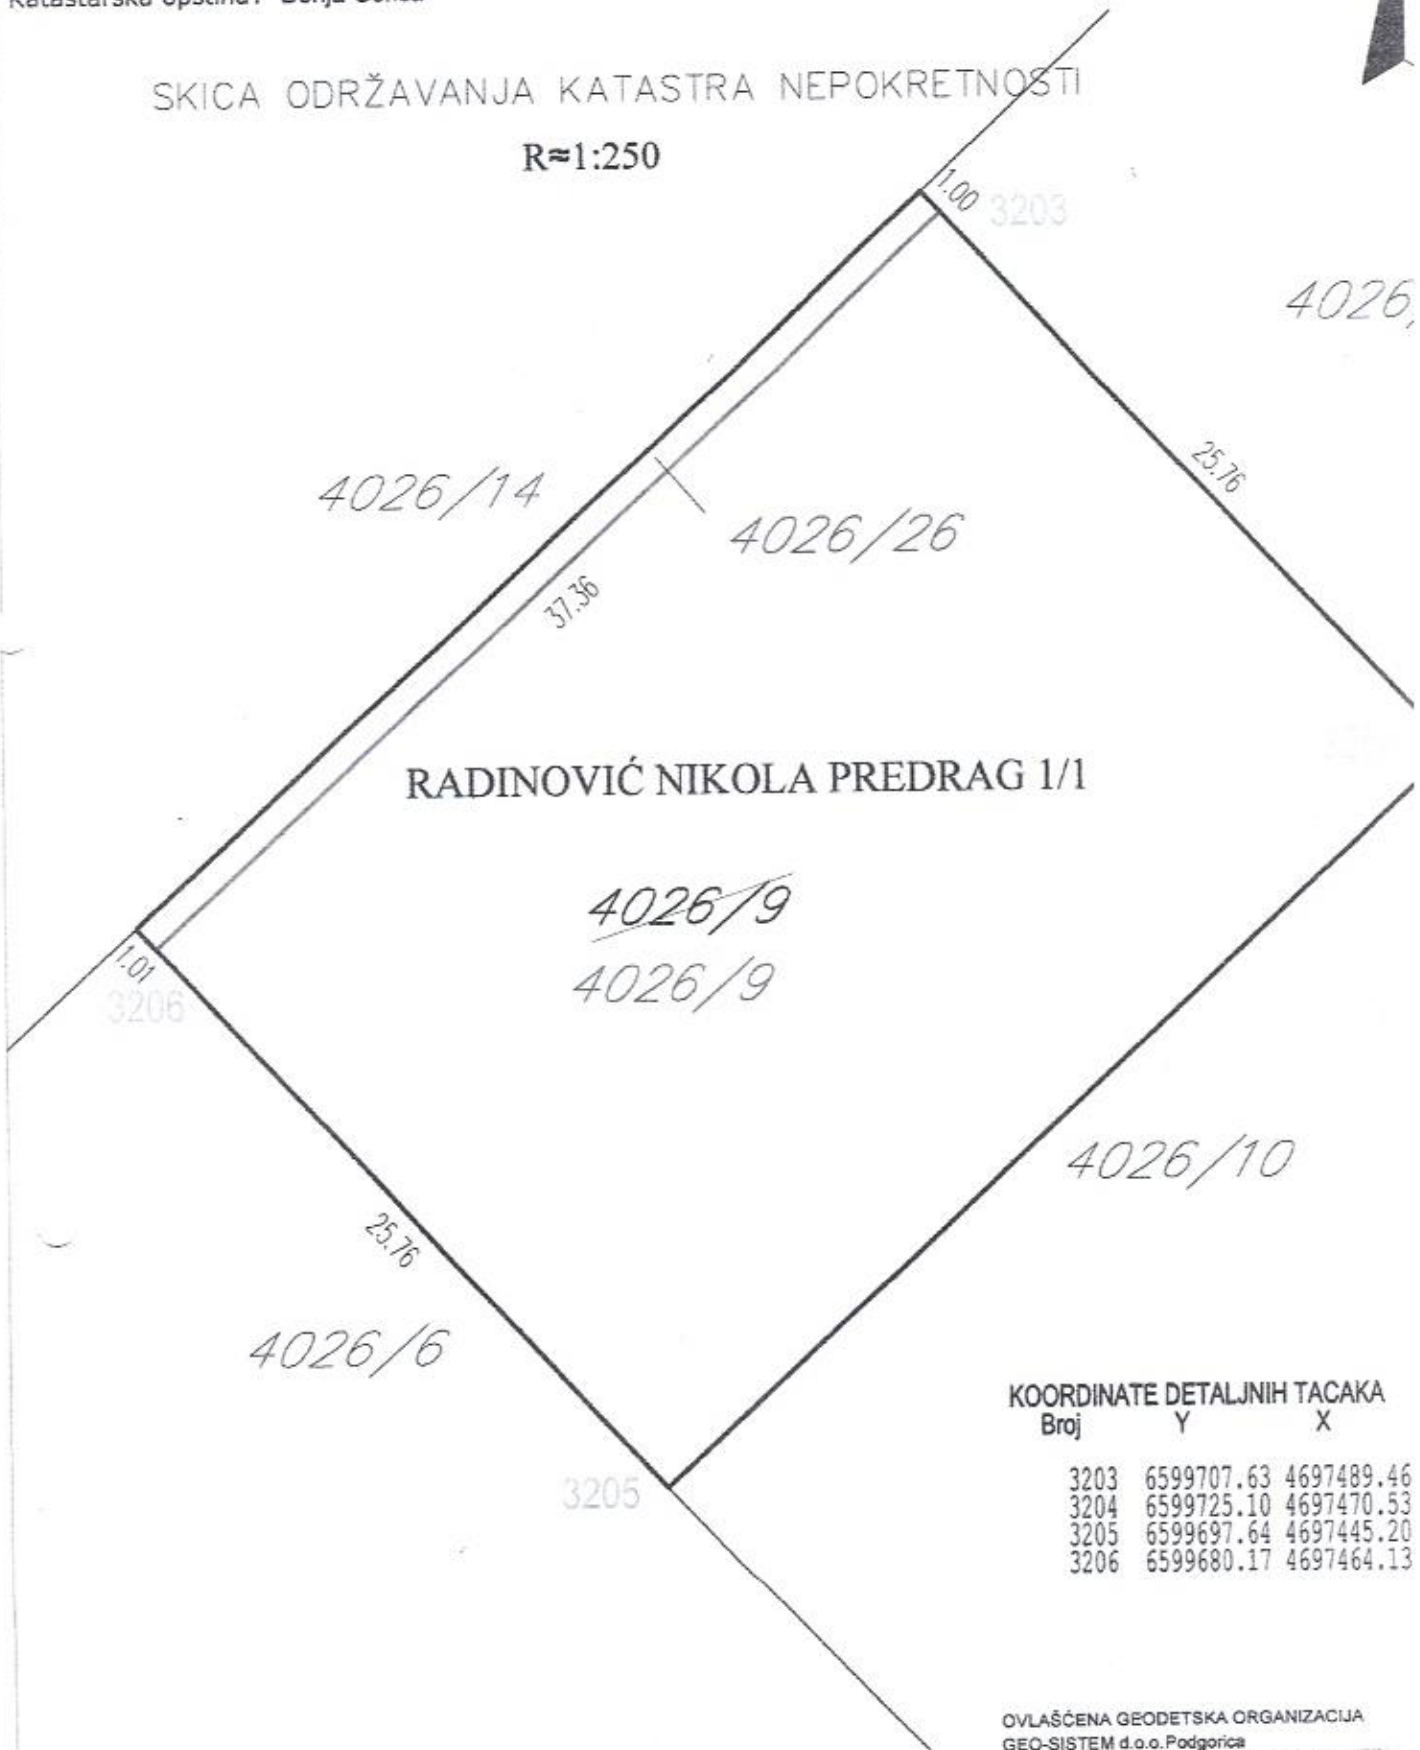 SKICA ODRŽAVANJA KATASTRA NEPOKRETNOSTI
R≈1:250
1.00
3203
4026
25.76
4026/14
4026/26
37.36
RADINOVIĆ NIKOLA PREDRAG 1/1
4026/9
4026/9
1.01
3206
4026/10
25.76
4026/6
3205
KOORDINATE DETALJNIH TACAKA
Broj Y X
3203 6599707.63 4697489.46
3204 6599725.10 4697470.53
3205 6599697.64 4697445.20
3206 6599680.17 4697464.13
OVLAŠĆENA GEODETSKA ORGANIZACIJA
GEO-SISTEM d.o.o. Podgorica